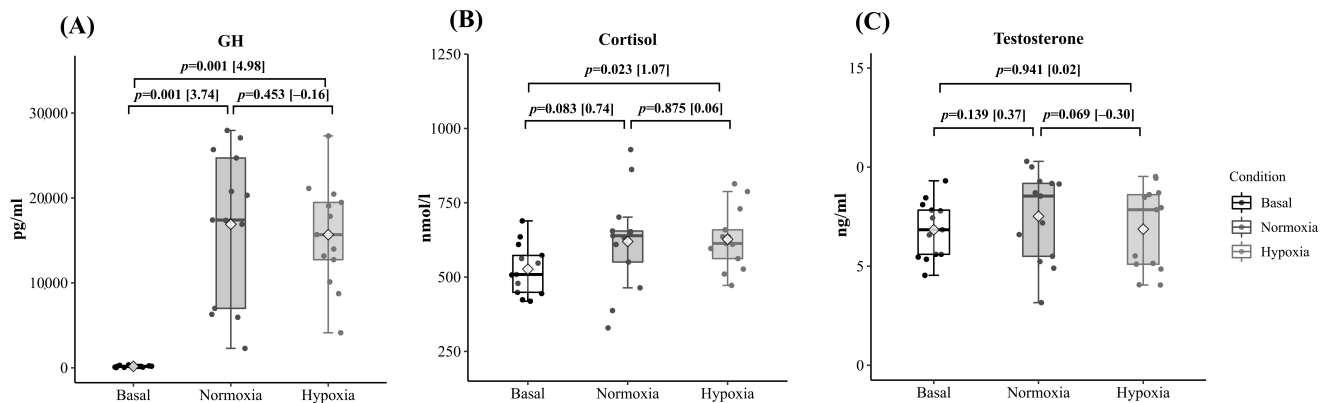 (A)
GH
p=0.001 [4.98]
p=0.001 [3.74]
p=0.453 [−0.16]
30000
20000
10000
0
pg/ml
Basal
Normoxia
Hypoxia
(B)
Cortisol
p=0.023 [1.07]
p=0.083 [0.74]
p=0.875 [0.06]
1250
1000
750
500
250
nmol/l
Basal
Normoxia
Hypoxia
(C)
Testosterone
p=0.941 [0.02]
p=0.139 [0.37]
p=0.069 [−0.30]
15
0
5
0
ng/ml
Basal
Normoxia
Hypoxia
Condition
Basal
Normoxia
Hypoxia